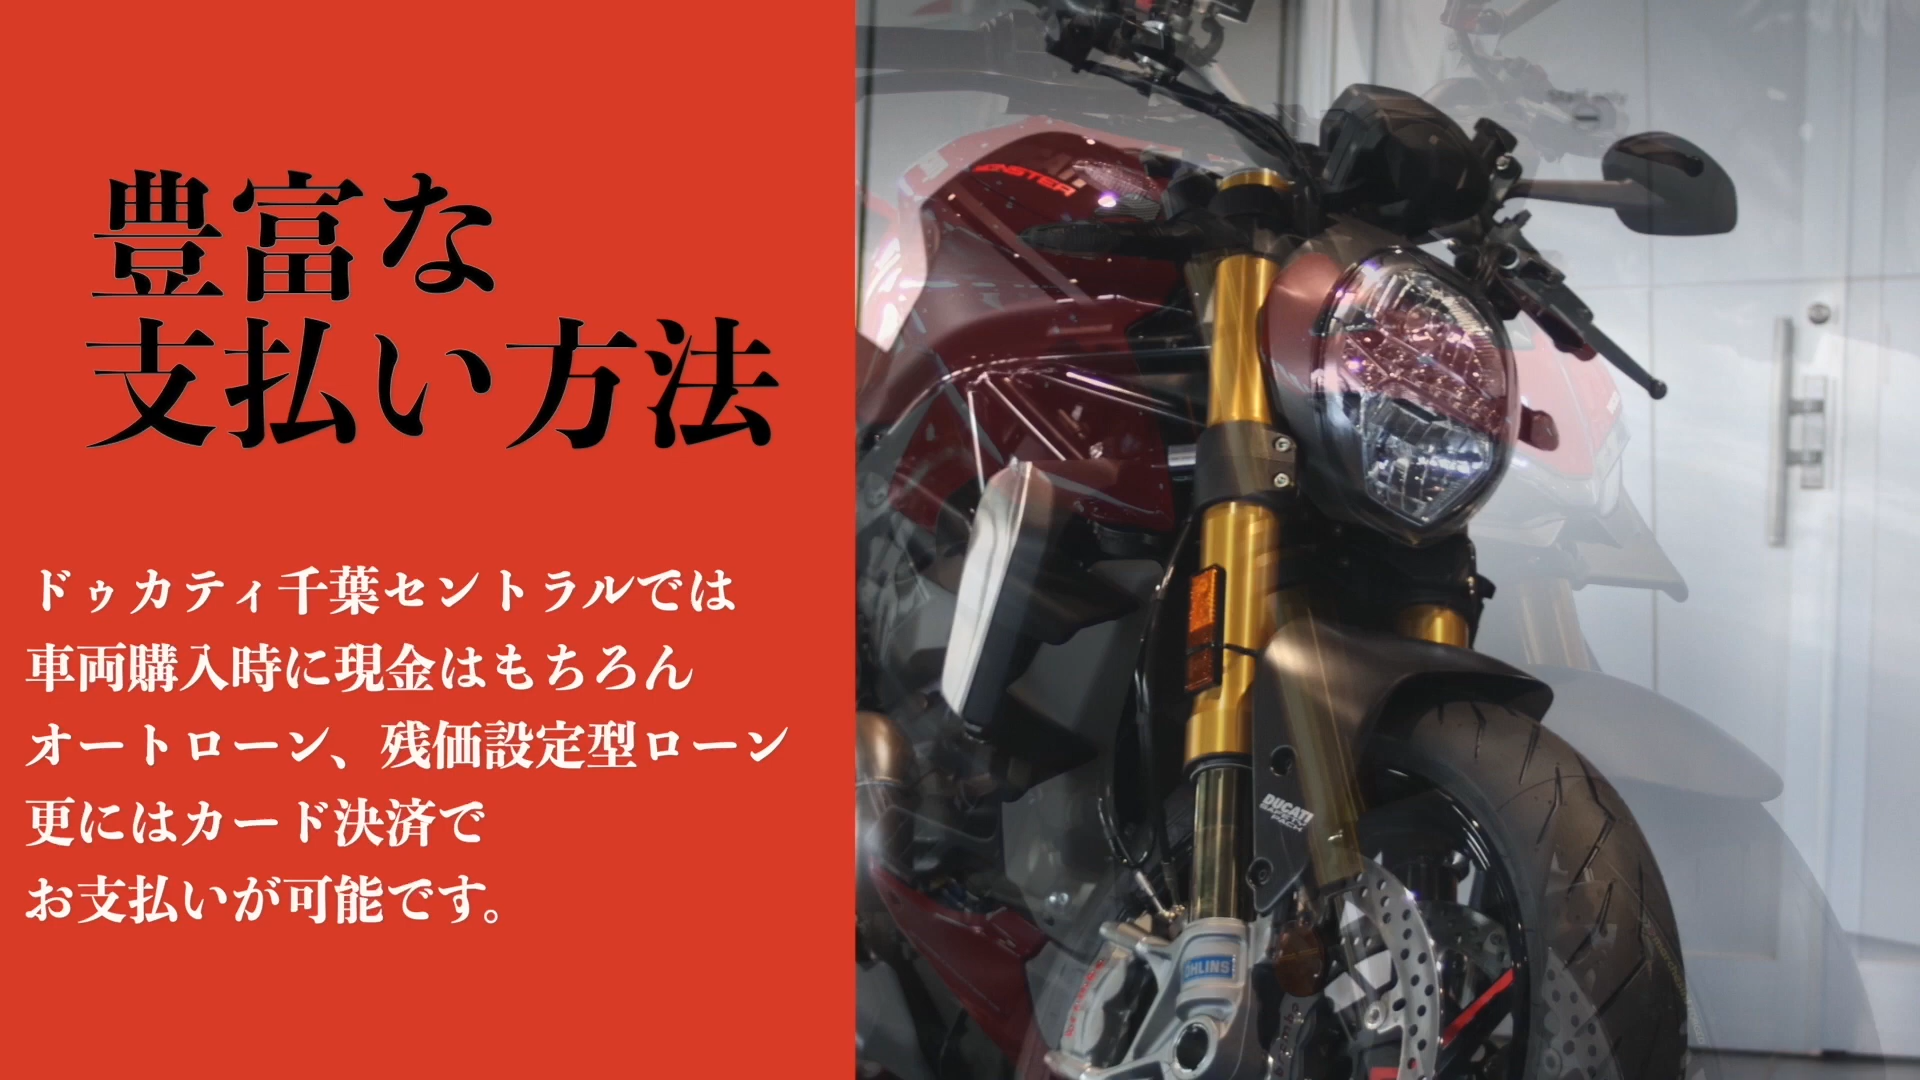 豊富な
支払い方法
ドゥカティ千葉セントラルでは
車両購入時に現金はもちろん
オートローン、残価設定型ローン
更にはカード決済で
お支払いが可能です。
MONSTER
DUCATI
SAFETY
PACK
ÖHLINS